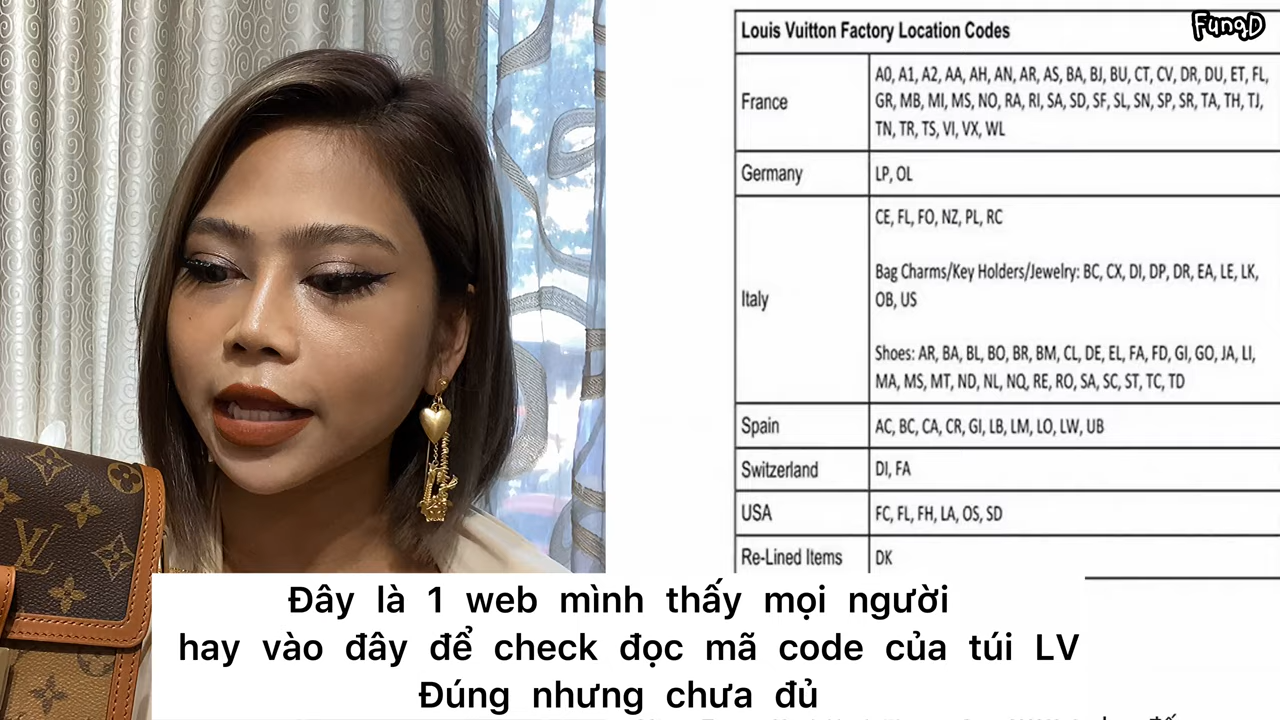 FunqD
Louis Vuitton Factory Location Codes
France
A0, A1, A2, AA, AH, AN, AR, AS, BA, BJ, BU, CT, CV, DR, DU, ET, FL,
GR, MB, MI, MS, NO, RA, RI, SA, SD, SF, SL, SN, SP, SR, TA, TH, TJ,
TN, TR, TS, VI, VX, WL
Germany
LP, OL
Italy
CE, FL, FO, NZ, PL, RC
Bag Charms/Key Holders/Jewelry: BC, CX, DI, DP, DR, EA, LE, LK,
OB, US
Shoes: AR, BA, BL, BO, BR, BM, CL, DE, EL, FA, FD, GI, GO, JA, LI,
MA, MS, MT, ND, NL, NQ, RE, RO, SA, SC, ST, TC, TD
Spain
AC, BC, CA, CR, GI, LB, LM, LO, LW, UB
Switzerland
DI, FA
USA
FC, FL, FH, LA, OS, SD
Re-Lined Items
DK
Đây là 1 web mình thấy mọi người
hay vào đây để check đọc mã code của túi LV
Đúng nhưng chưa đủ